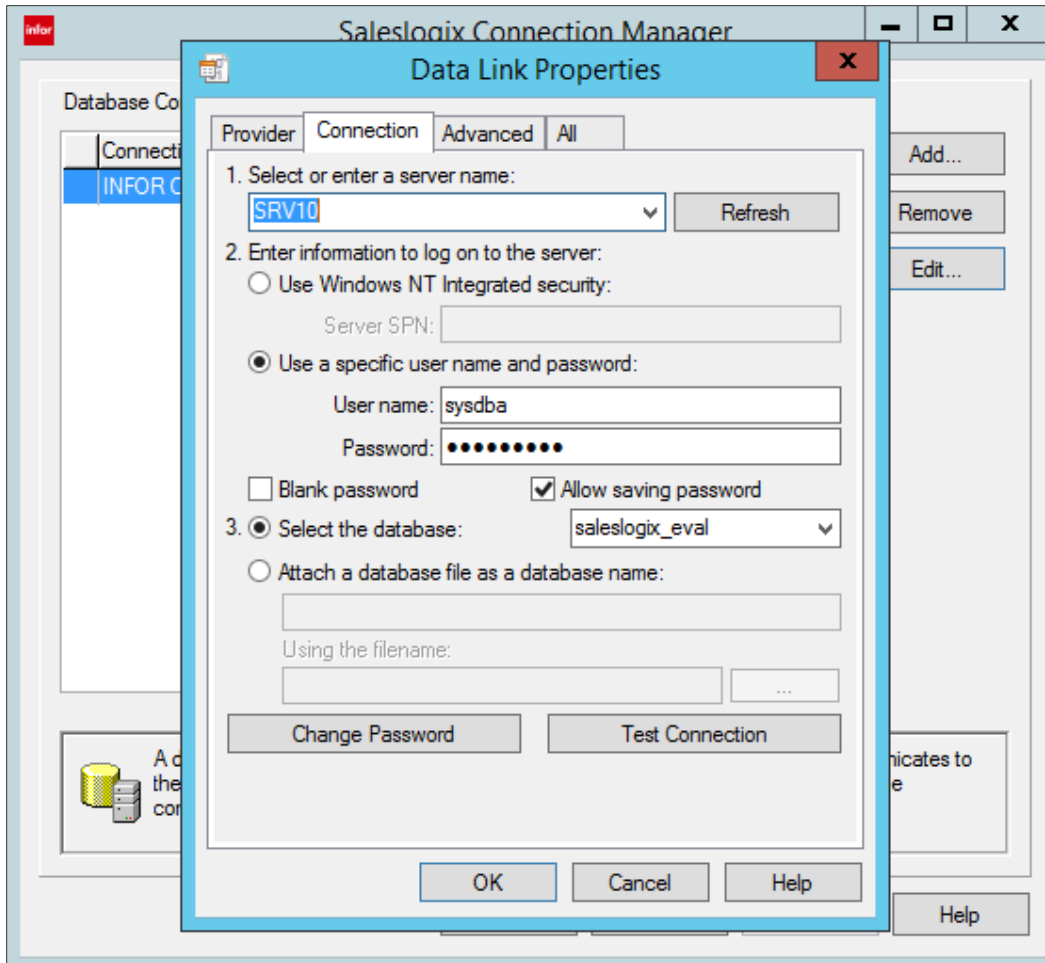 infor
Saleslogix Connection Manager
Data Link Properties
x
X
Database Co
Connecti
INFOR C
Add...
Remove
Edit...
Provider
Connection
Advanced
All
1. Select or enter a server name:
SRV10
Refresh
2. Enter information to log on to the server:
Use Windows NT Integrated security:
Server SPN:
Use a specific user name and password:
User name: sysdba
Password: •••••••••
Blank password
Allow saving password
3. Select the database: saleslogix_eval
Attach a database file as a database name:
Using the filename:
...
Change Password
Test Connection
A d
the
cor
nicates to
e
OK
Cancel
Help
Help